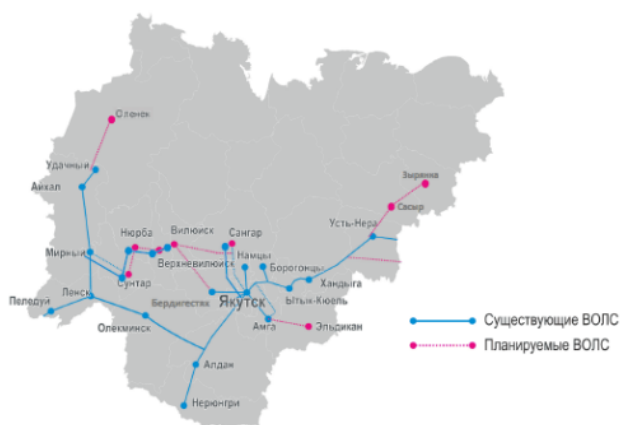 Оленек
Удачный
Айхал
Зырянка
Сасыр
Усть-Нера
Нюрба
Вилюйск
Сангар
Намцы
Мирный
Верхневилюйск
Борогонцы
Сунтар
Хандыга
Ленск
Бердигестях
Якутск
Ытык-Кюель
Пеледуй
Олекминск
Амга
Эльдикан
Существующие ВОЛС
Планируемые ВОЛС
Алдан
Нерюнгри